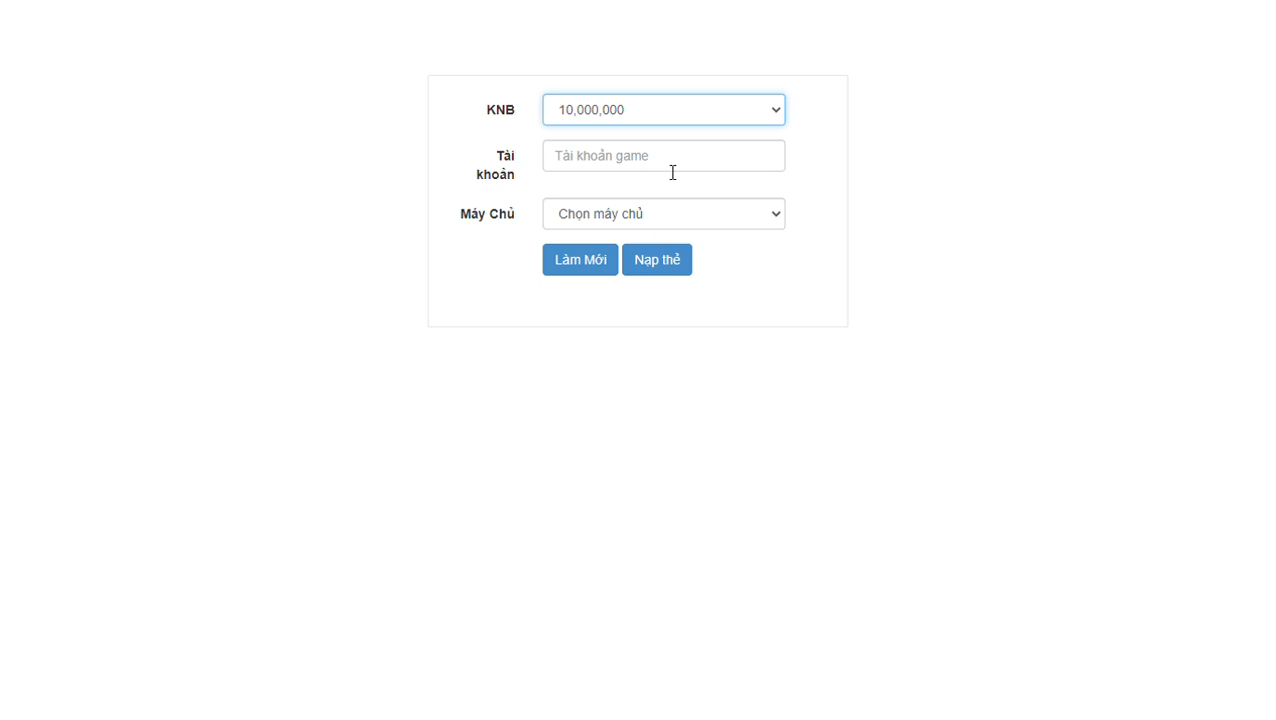 KNB
10,000,000
Tài
khoản
Tài khoản game
Máy Chủ
Chọn máy chủ
Làm Mới
Nạp thẻ